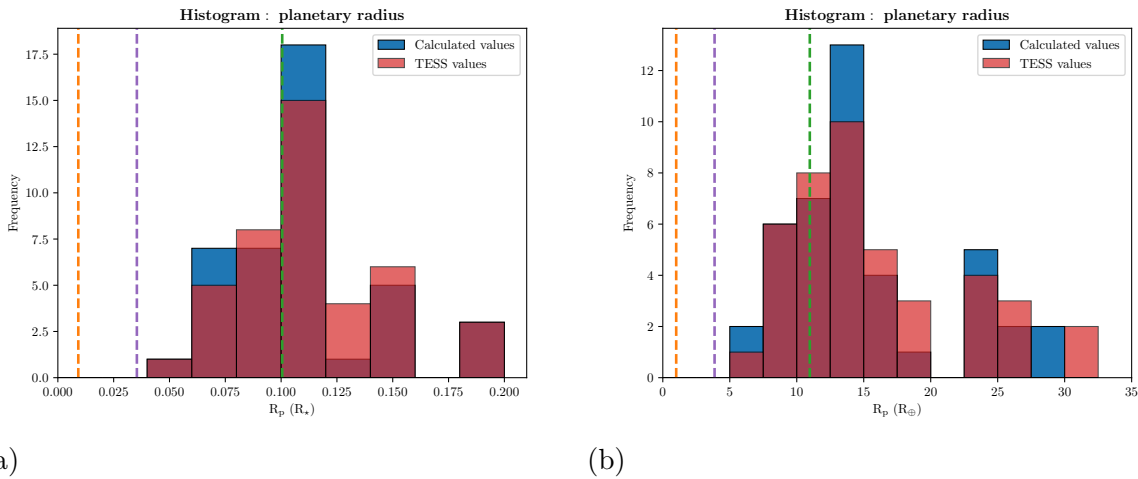 Histogram : planetary radius
Calculated values
TESS values
Frequency
17.5
15.0
12.5
10.0
7.5
5.0
2.5
0.0
0.000 0.025 0.050 0.075 0.100 0.125 0.150 0.175 0.200
Rₚ (R⋆)
a)
Histogram : planetary radius
Calculated values
TESS values
Frequency
12
10
8
6
4
2
0
0 5 10 15 20 25 30 35
Rₚ (R⊕)
(b)